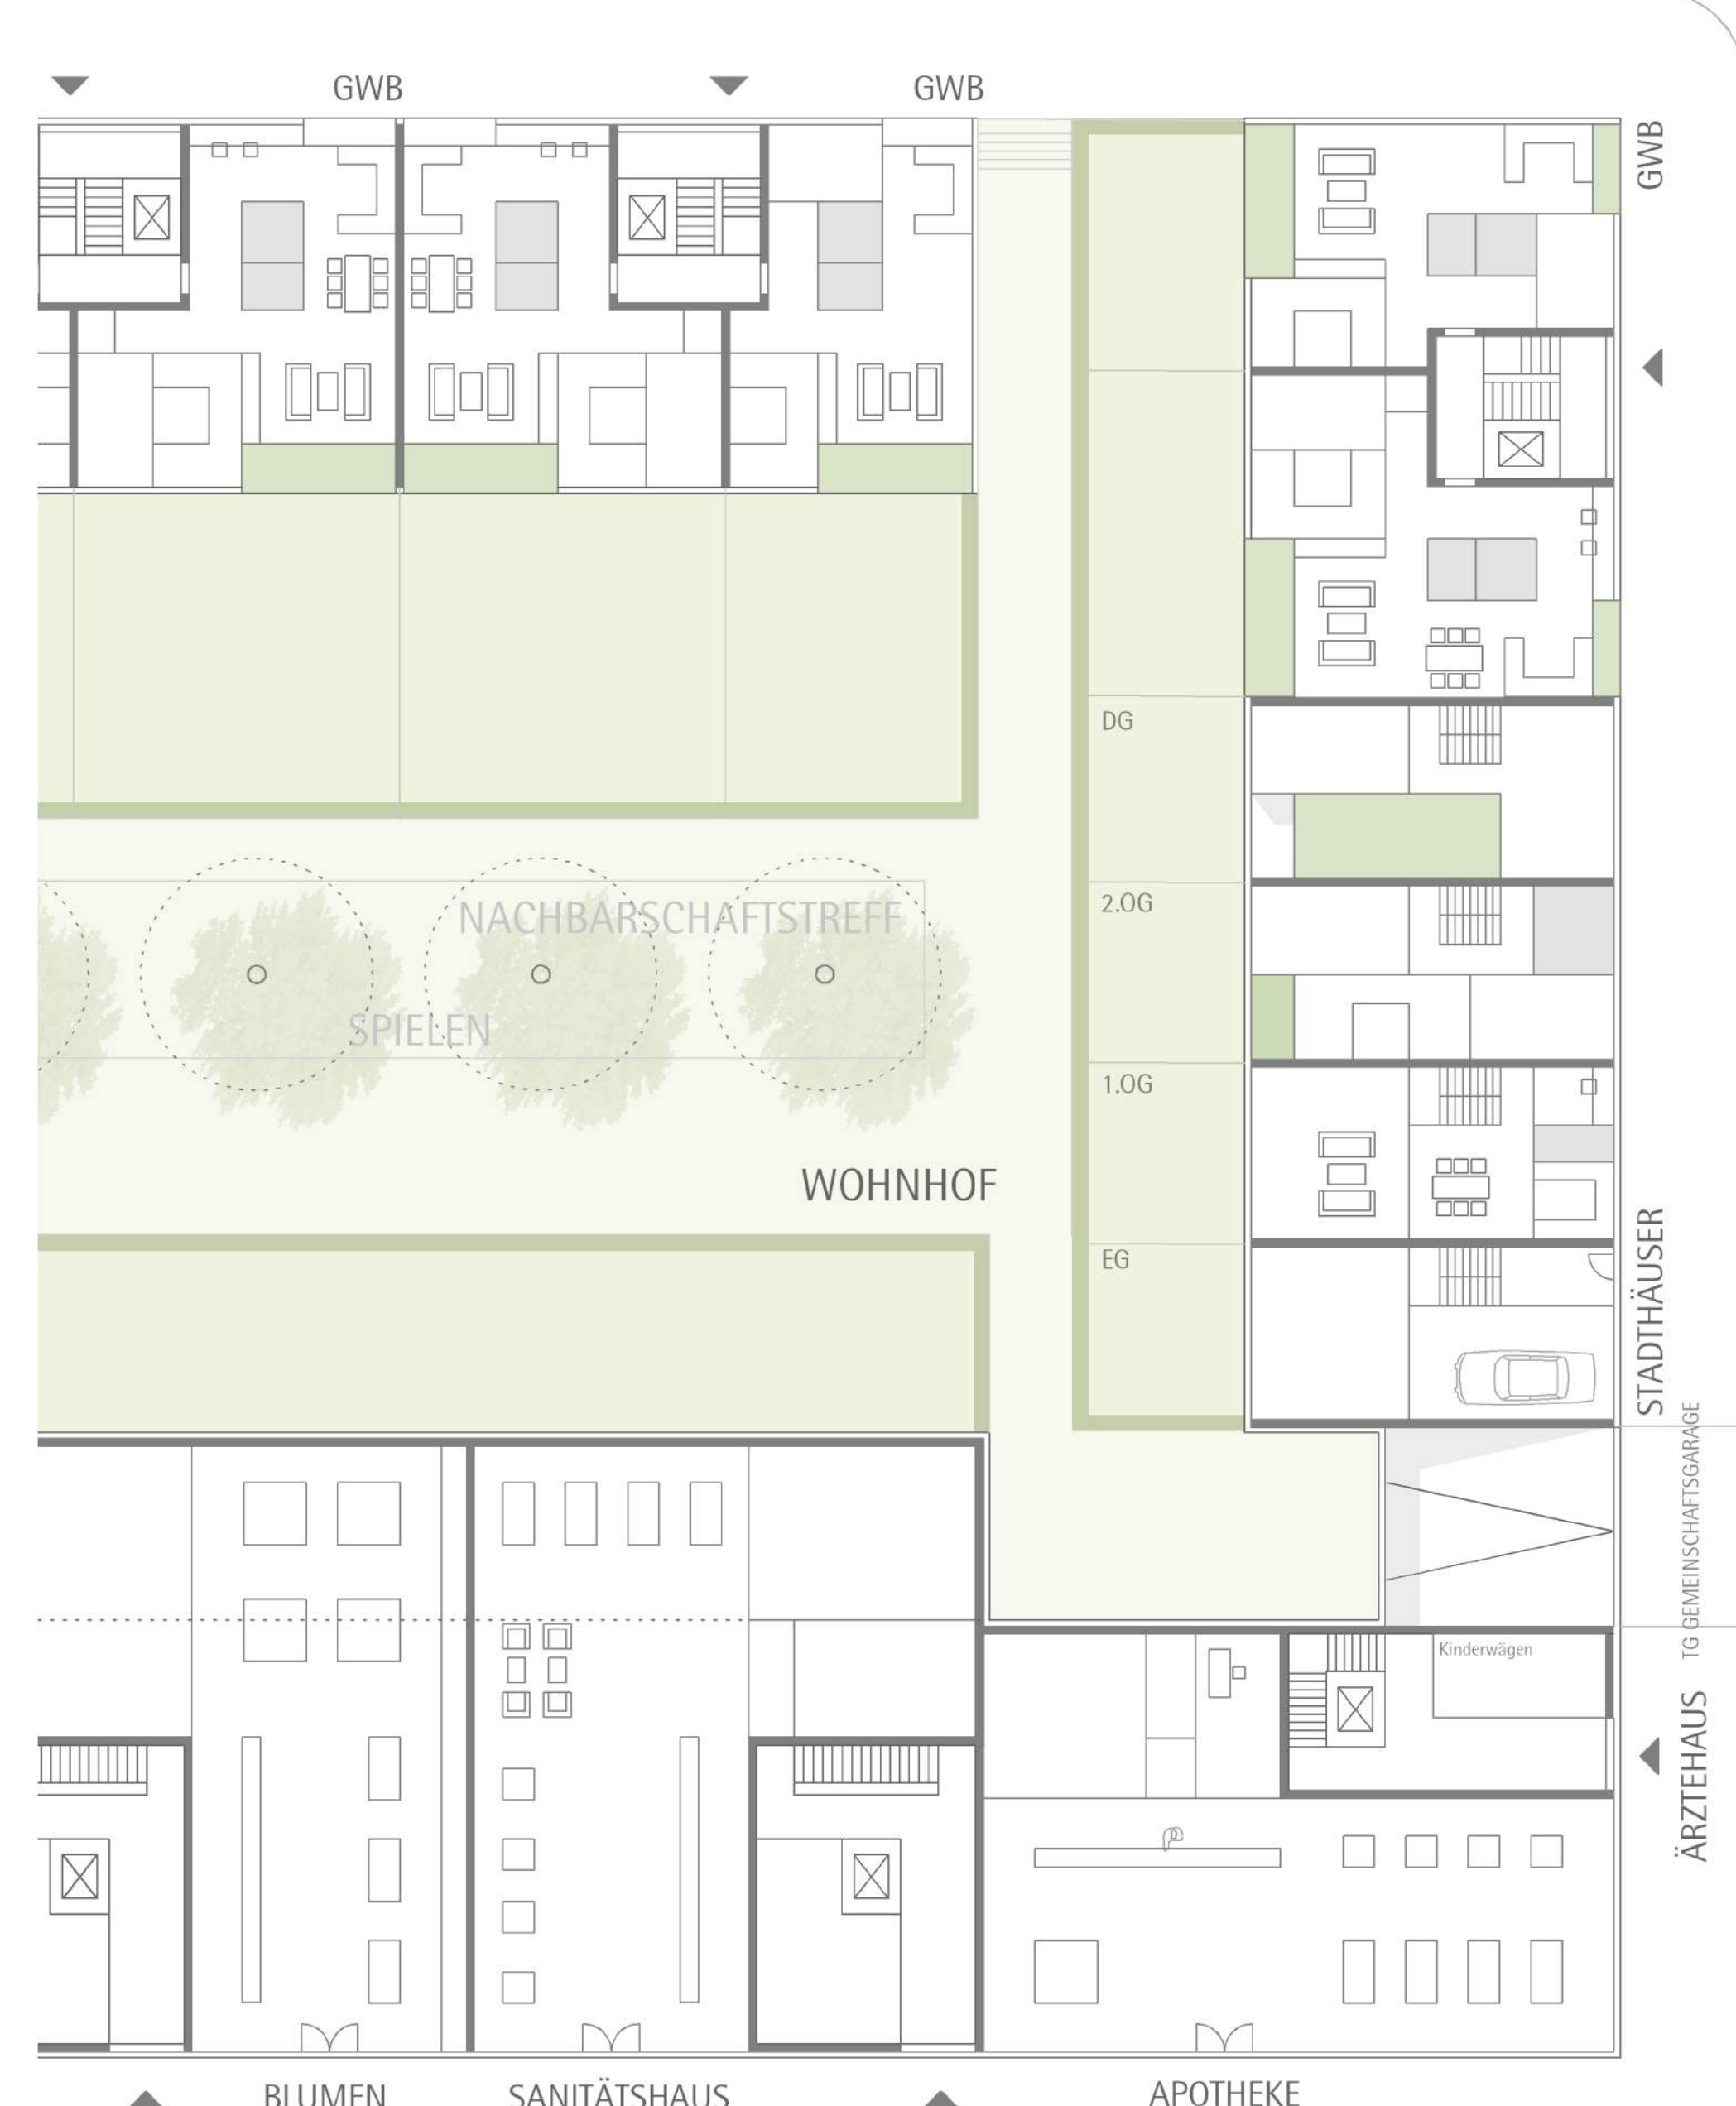 GWB
GWB
GWB
DG
2.OG
NACHBARSCHAFTSTREFF
SPIELEN
1.OG
WOHNHOF
EG
STADTHÄUSER
TG GEMEINSCHAFTSGARAGE
Kinderwägen
ÄRZTEHAUS
BLUMEN
SANITÄTSHAUS
APOTHEKE